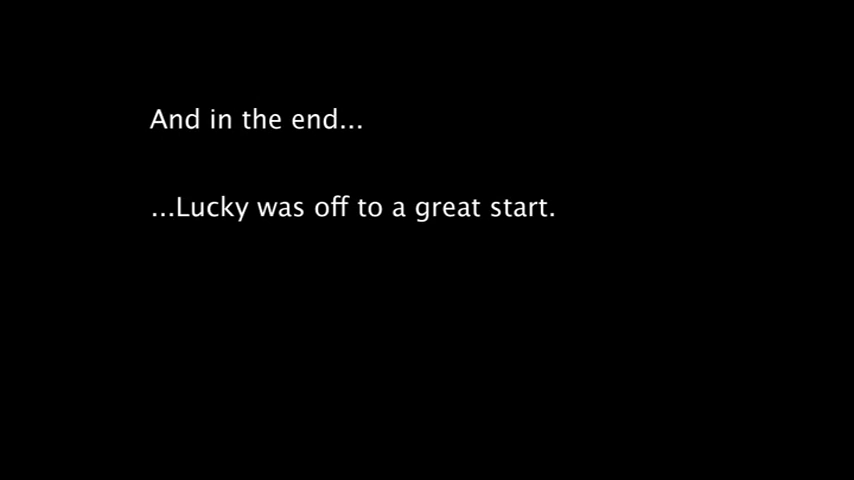 And in the end...
...Lucky was off to a great start.